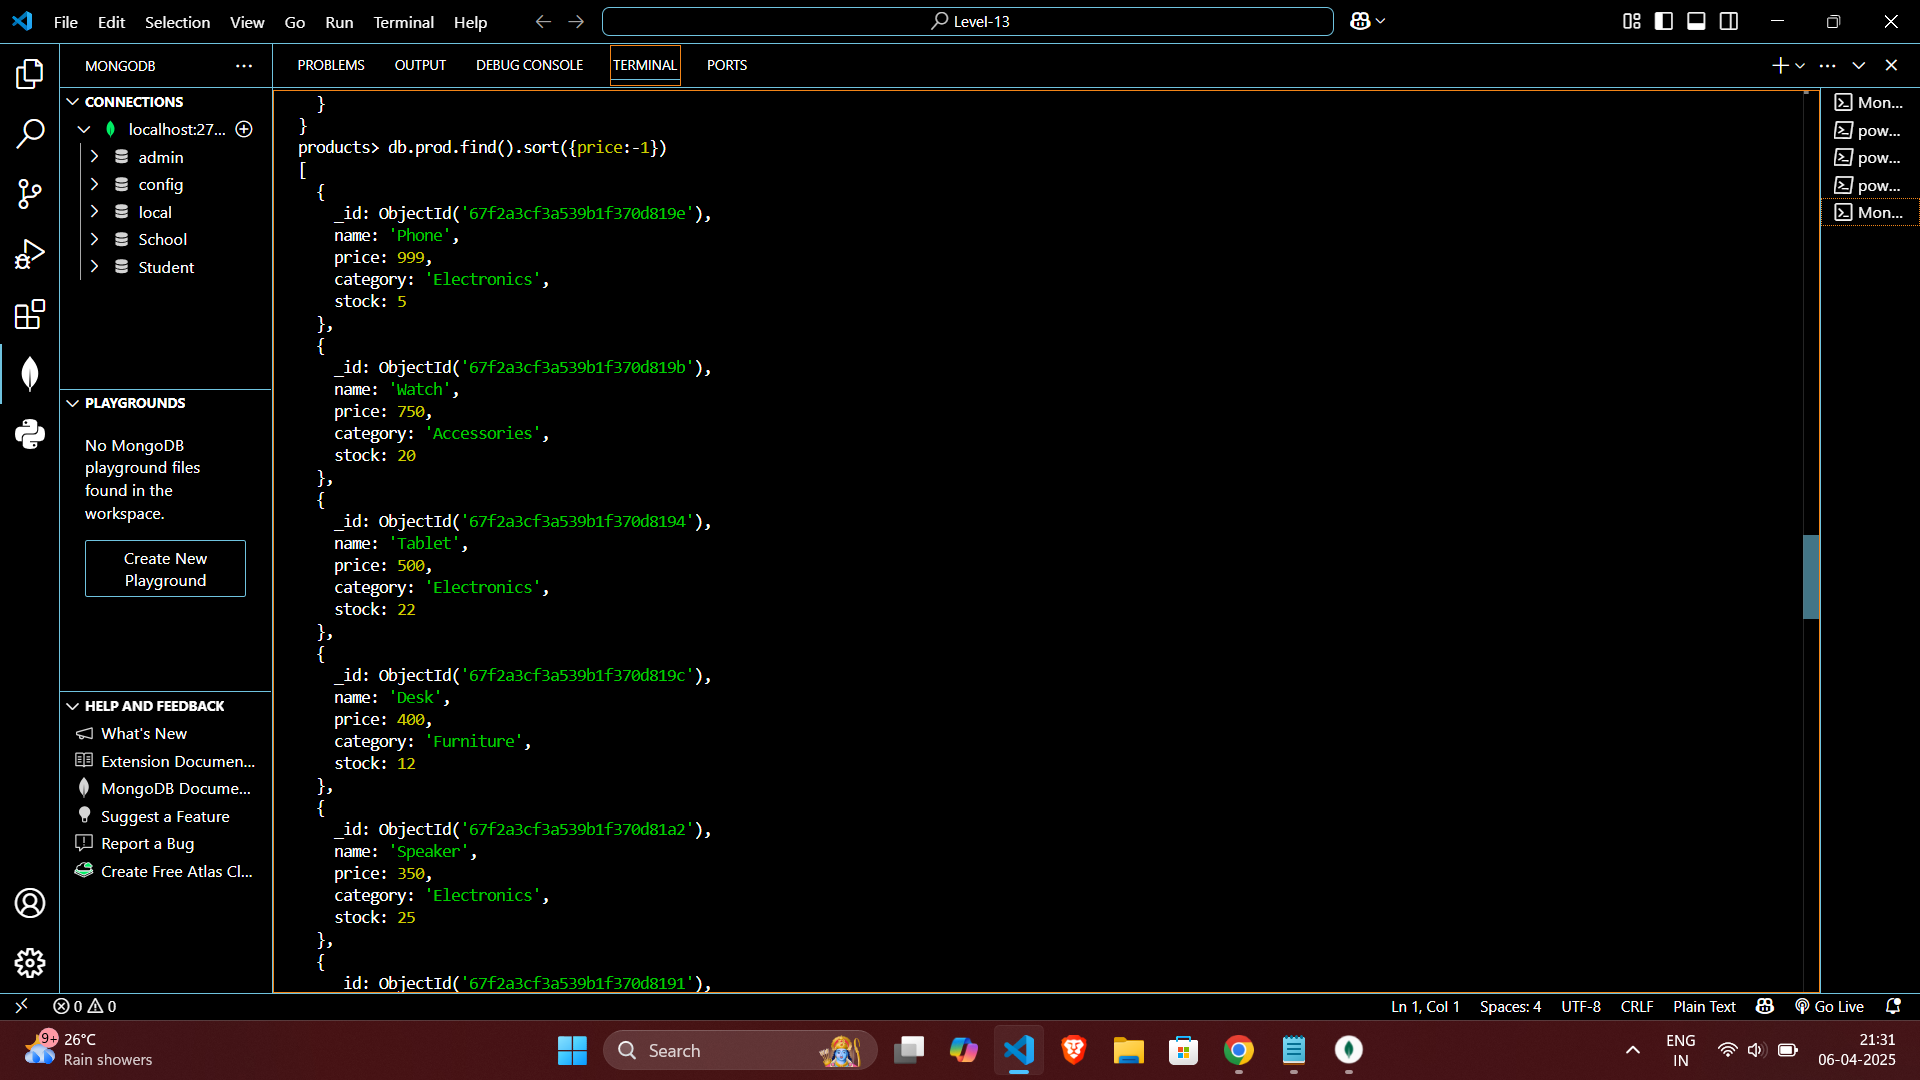 File Edit Selection View Go Run Terminal Help
Level-13
MONGODB
PROBLEMS OUTPUT DEBUG CONSOLE TERMINAL PORTS
CONNECTIONS
localhost:27...
admin
config
local
School
Student
PLAYGROUNDS
No MongoDB
playground files
found in the
workspace.
Create New
Playground
HELP AND FEEDBACK
What's New
Extension Documen...
MongoDB Docume...
Suggest a Feature
Report a Bug
Create Free Atlas Cl...
}
}
products> db.prod.find().sort({price:-1})
[
{
_id: ObjectId('67f2a3cf3a539b1f370d819e'),
name: 'Phone',
price: 999,
category: 'Electronics',
stock: 5
},
{
_id: ObjectId('67f2a3cf3a539b1f370d819b'),
name: 'Watch',
price: 750,
category: 'Accessories',
stock: 20
},
{
_id: ObjectId('67f2a3cf3a539b1f370d8194'),
name: 'Tablet',
price: 500,
category: 'Electronics',
stock: 22
},
{
_id: ObjectId('67f2a3cf3a539b1f370d819c'),
name: 'Desk',
price: 400,
category: 'Furniture',
stock: 12
},
{
_id: ObjectId('67f2a3cf3a539b1f370d81a2'),
name: 'Speaker',
price: 350,
category: 'Electronics',
stock: 25
},
{
_id: ObjectId('67f2a3cf3a539b1f370d8191'),
Mon...
pow...
pow...
pow...
Mon...
0 0
Ln 1, Col 1 Spaces: 4 UTF-8 CRLF Plain Text Go Live
9+
26°C
Rain showers
Search
ENG
IN
21:31
06-04-2025